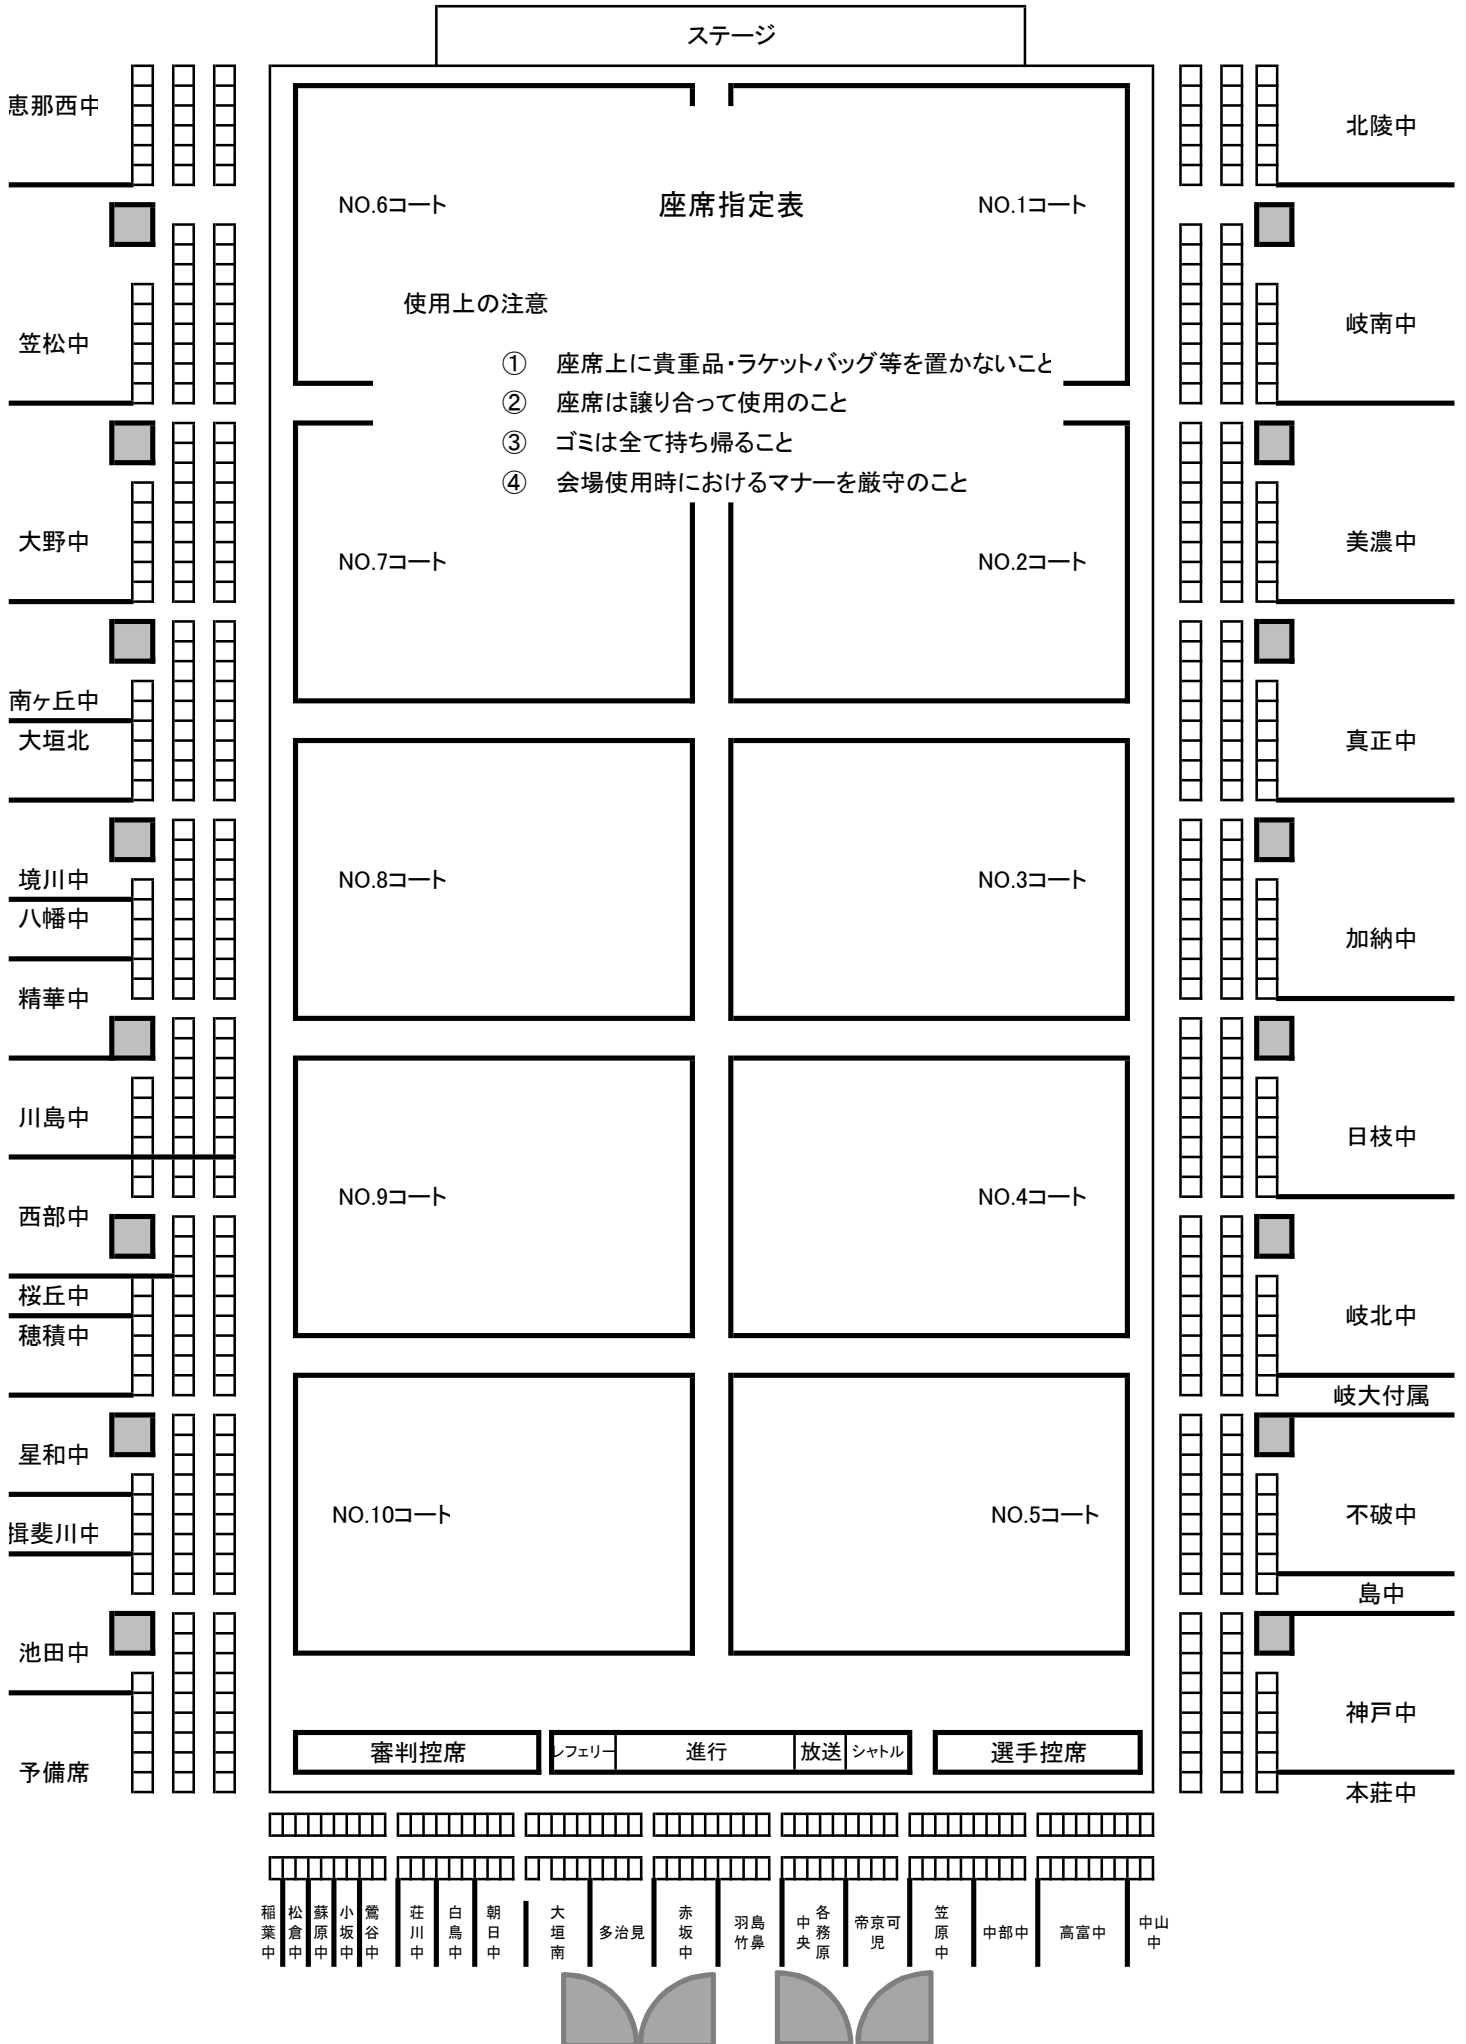 ステージ
恵那西中
北陵中
NO.6コート
座席指定表
NO.1コート
使用上の注意
笠松中
岐南中
① 座席上に貴重品・ラケットバッグ等を置かないこと
② 座席は譲り合って使用のこと
③ ゴミは全て持ち帰ること
④ 会場使用時におけるマナーを厳守のこと
大野中
NO.7コート
NO.2コート
美濃中
南ヶ丘中
大垣北
真正中
境川中
NO.8コート
NO.3コート
八幡中
加納中
精華中
川島中
日枝中
西部中
NO.9コート
NO.4コート
桜丘中
穂積中
岐北中
岐大付属
星和中
揖斐川中
NO.10コート
NO.5コート
不破中
島中
池田中
神戸中
審判控席
レフェリー
進行
放送
シャトル
選手控席
予備席
本荘中
稲葉中
松倉中
蘇原中
小坂中
鶯谷中
荘川中
白鳥中
朝日中
大垣南
多治見
赤坂中
羽島
竹鼻
各務原
中央
帝京可
児
笠原中
中部中
高富中
中山
中